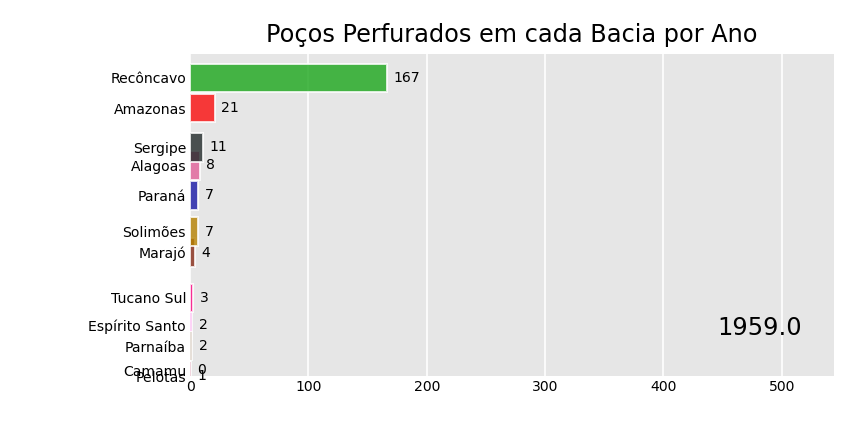 Poços Perfurados em cada Bacia por Ano
Recôncavo 167
Amazonas 21
Sergipe 11
Alagoas 8
Paraná 7
Solimões 7
Marajó 4
Tucano Sul 3
Espírito Santo 2
1959.0
Parnaíba 2
Camamu 0
Pelotas 1
0 100 200 300 400 500